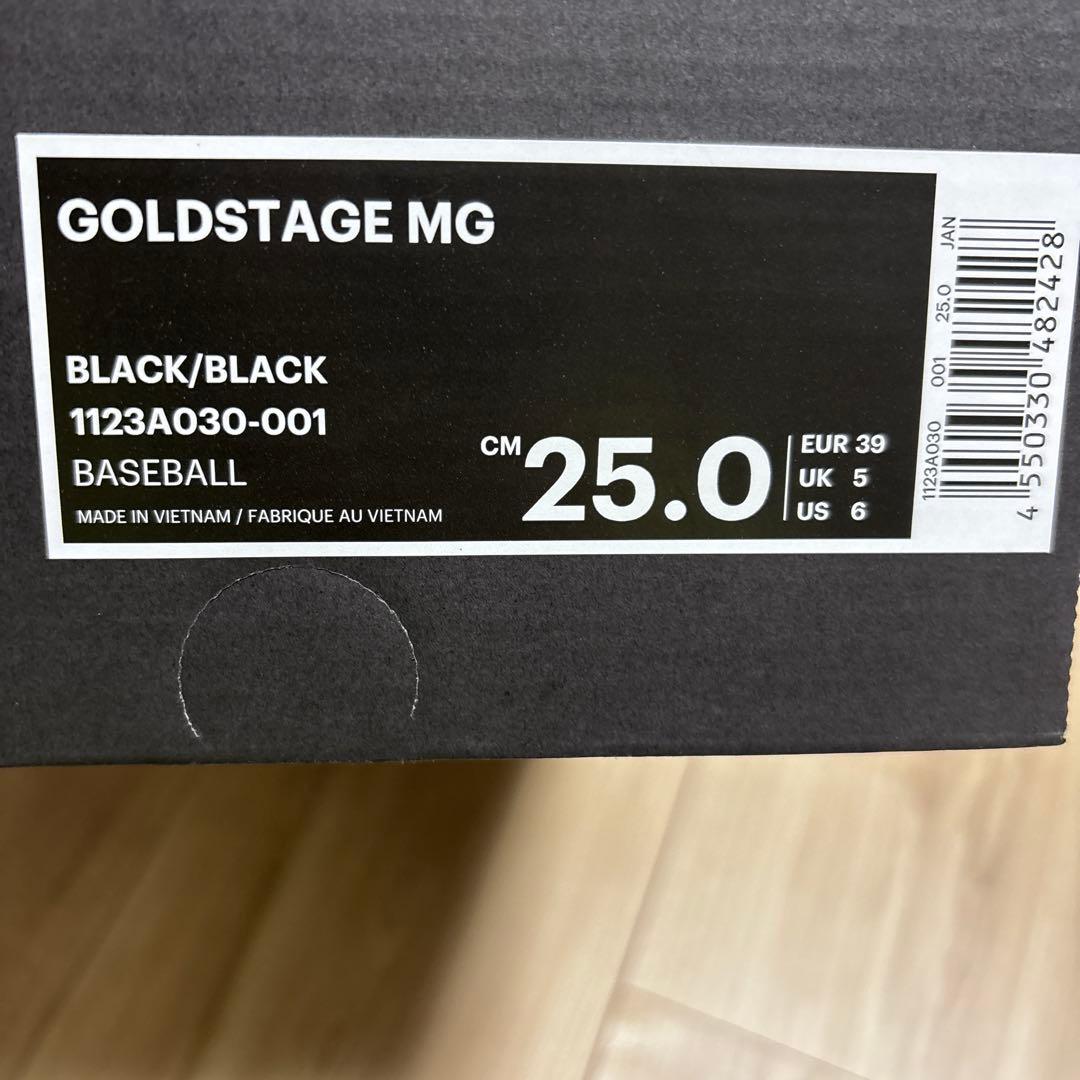 GOLDSTAGE MG
BLACK/BLACK
1123A030-001
BASEBALL
MADE IN VIETNAM / FABRIQUE AU VIETNAM
CM 25.0
EUR 39
UK 5
US 6
1123A030 001 25.0 JAN
4 550330 482428